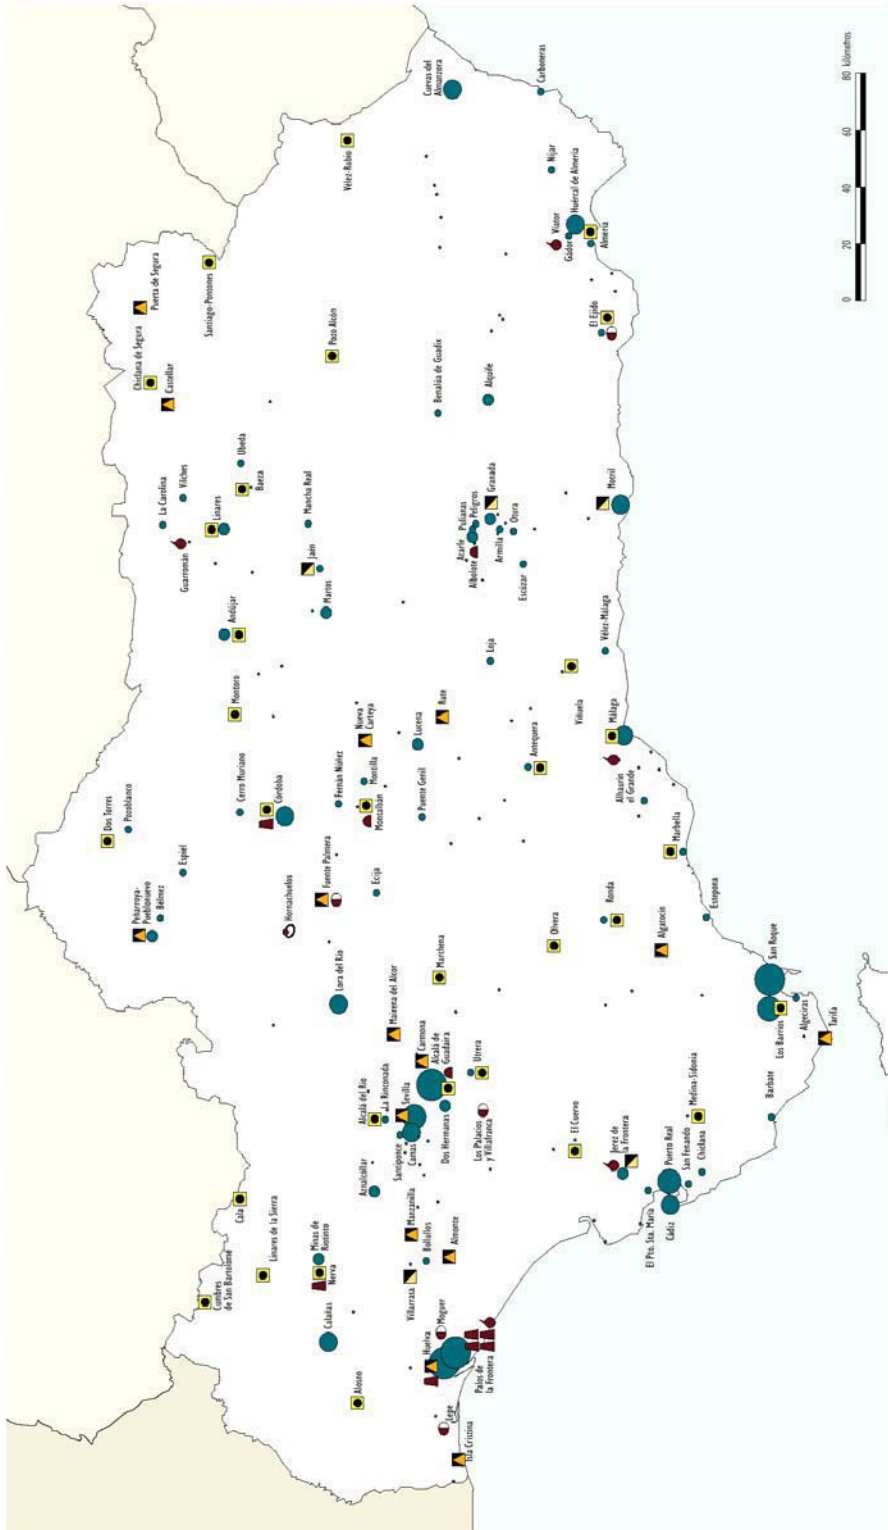 Dos Torres
Pozoblanco
Peñarroya-
Pueblonuevo
Bélmez
Espiel
Cerro Muriano
Córdoba
Montoro
Hornachuelos
Fuente Palmera
Fernán Núñez
Montalbán
Montilla
Nueva
Carteya
Lucena
Puente Genil
Rute
Guarromán
La Carolina
Vilches
Linares
Andújar
Baeza
Ubeda
Jaén
Mancha Real
Martos
Chiclana de Segura
Castellar
Puerta de Segura
Santiago-Pontones
Pozo Alcón
Vélez-Rubio
Cuevas del
Almanzora
Carboneras
Níjar
Huércal de Almería
Viator
Gádor
Almería
El Ejido
Benalúa de Guadix
Alquife
Granada
Pulianas
Peligros
Atarfe
Albolote
Armilla
Otura
Escúzar
Motril
Loja
Vélez-Málaga
Viñuela
Málaga
Antequera
Alhaurín
el Grande
Marbella
Estepona
Ronda
Algatocín
Cumbres
de San Bartolomé
Cala
Linares de la Sierra
Minas de
Riotinto
Nerva
Calañas
Alosno
Villarrasa
Manzanilla
Bollullos
Almonte
Huelva
Moguer
Palos de
la Frontera
Lepe
Isla Cristina
Lora del Río
Ecija
Marchena
Mairena del Alcor
Carmona
Alcalá de
Guadaira
Sevilla
Alcalá del Río
La Rinconada
Santiponce
Camas
Aznalcóllar
Dos Hermanas
Utrera
Los Palacios
y Villafranca
El Cuervo
Olvera
Jerez de
la Frontera
Puerto Real
El Pto. Sta. María
Cádiz
San Fenando
Chiclana
Medina-Sidonia
Barbate
San Roque
Los Barrios
Algeciras
Tarifa
0 20 40 60 80 kilómetros